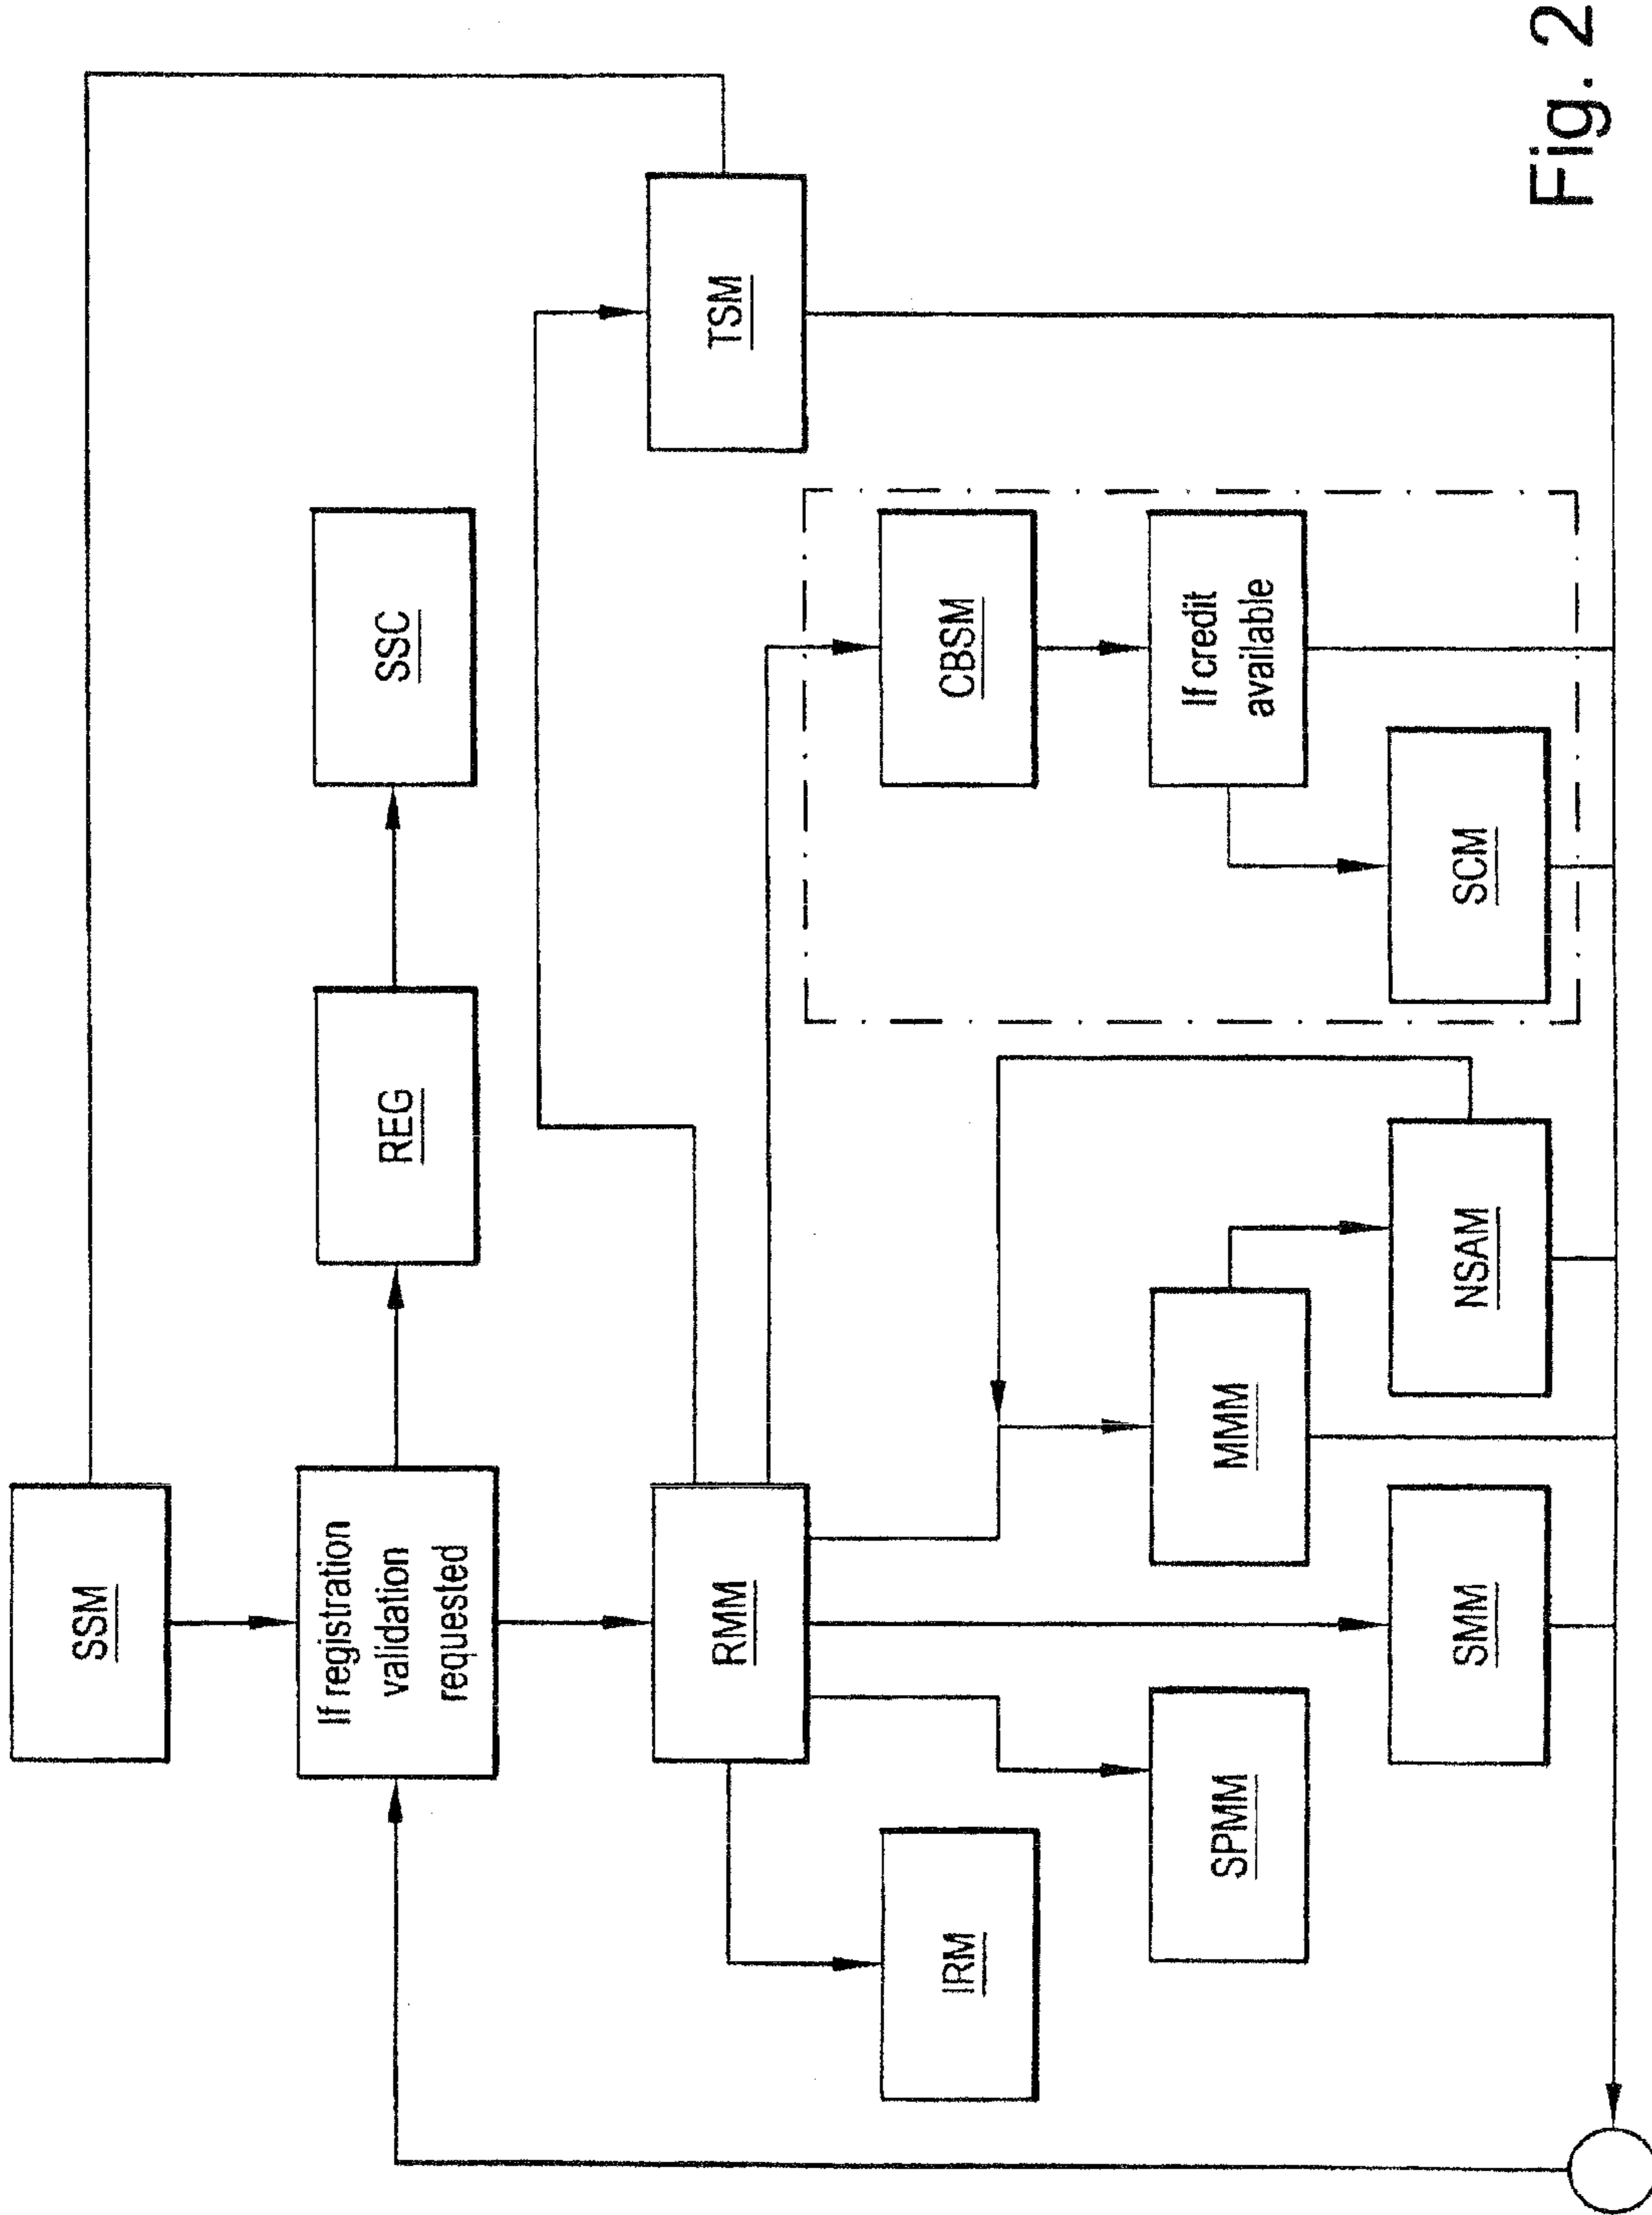 SSM
If registration
validation
requested
REG
SSC
RMM
TSM
IRM
CBSM
SPMM
MMM
If credit
available
SMM
NSAM
SCM
Fig. 2